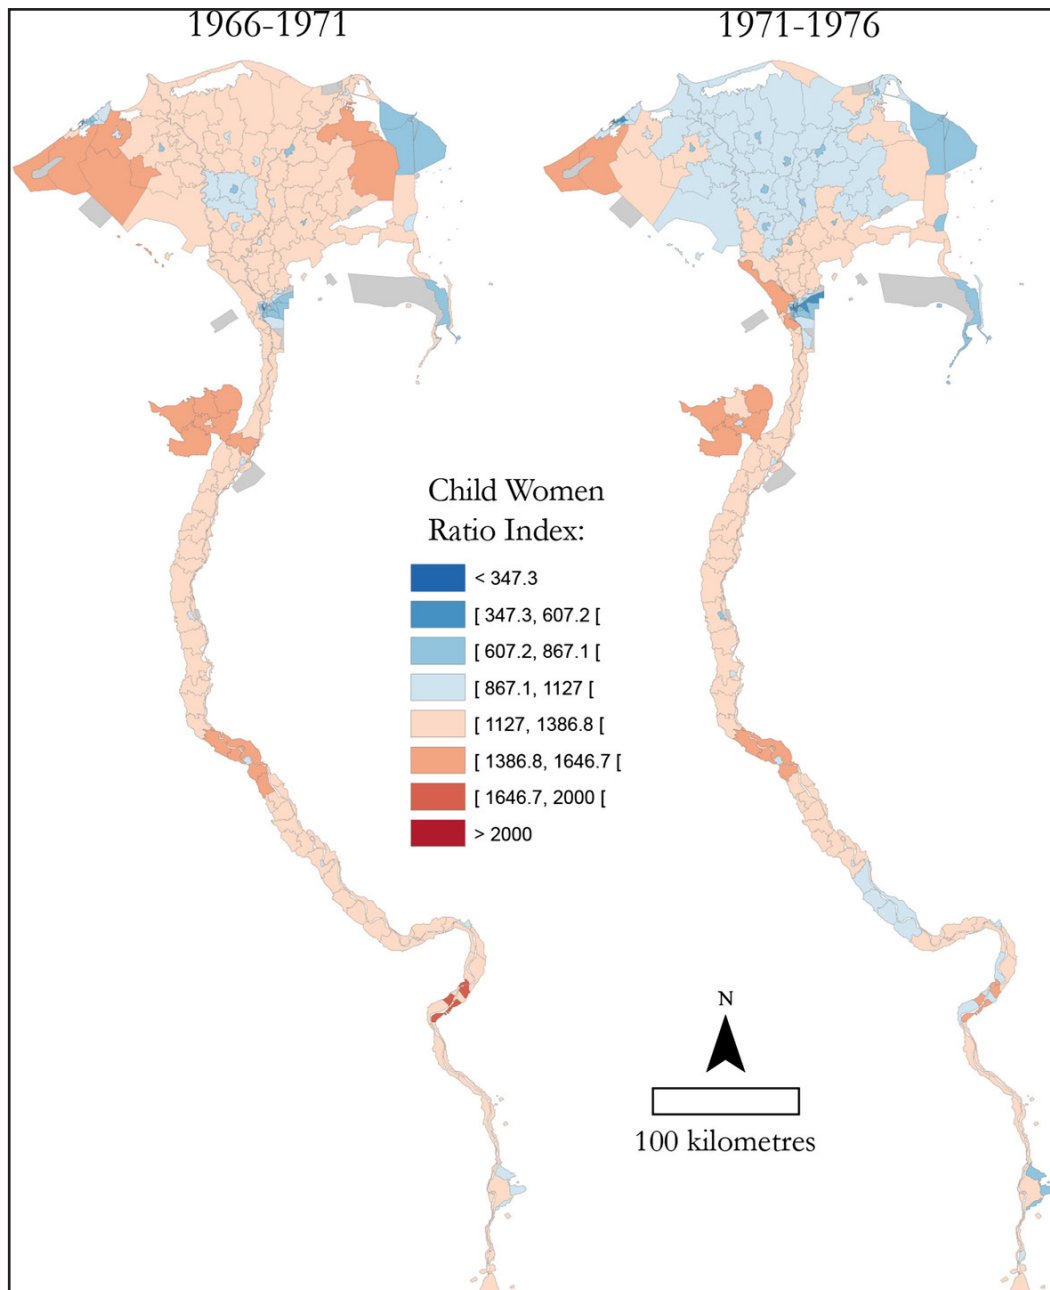 1966-1971
1971-1976
Child Women
Ratio Index:
< 347.3
[ 347.3, 607.2 [
[ 607.2, 867.1 [
[ 867.1, 1127 [
[ 1127, 1386.8 [
[ 1386.8, 1646.7 [
[ 1646.7, 2000 [
> 2000
N
100 kilometres